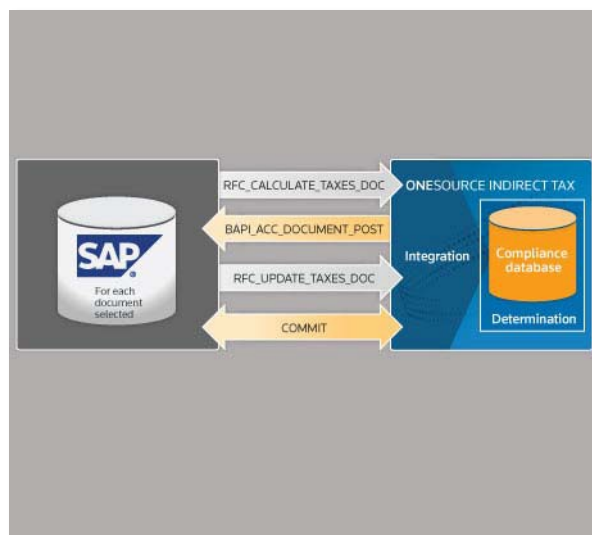 RFC_CALCULATE_TAXES_DOC
ONESOURCE INDIRECT TAX
BAPI_ACC_DOCUMENT_POST
SAP
®
For each
document
selected
RFC_UPDATE_TAXES_DOC
COMMIT
Integration
Compliance
database
Determination